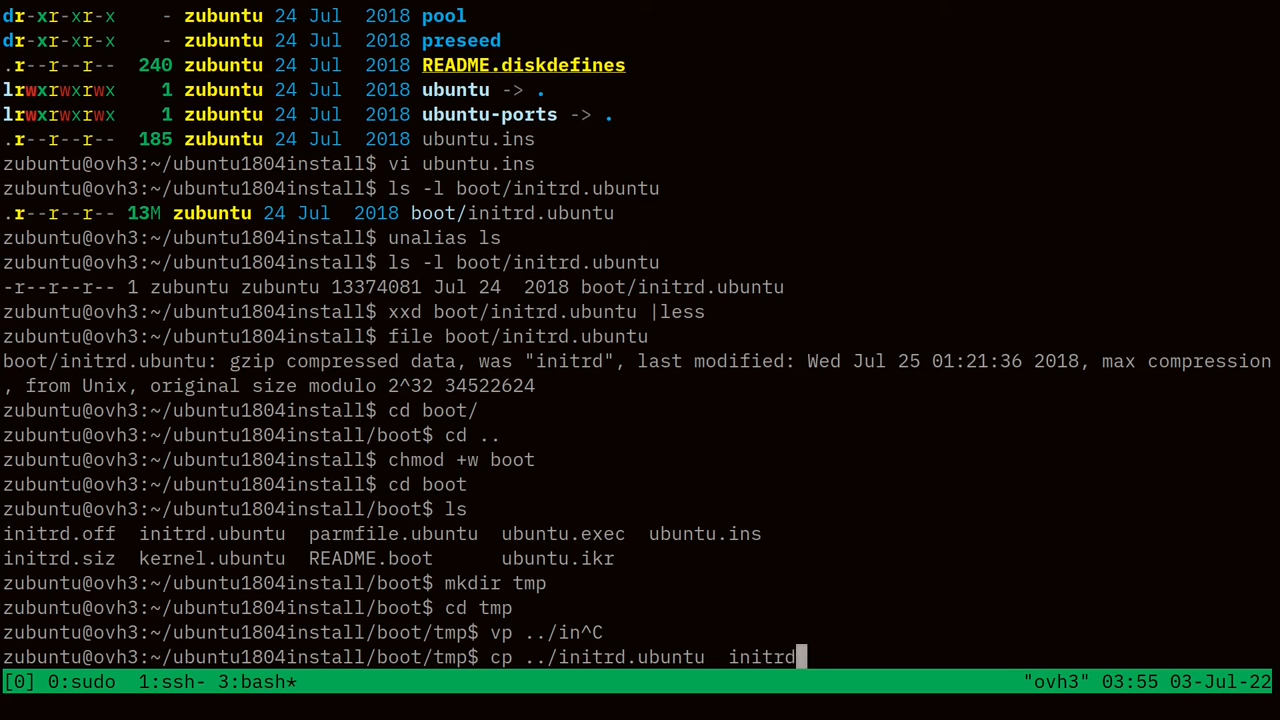 dr-xr-xr-x    - zubuntu 24 Jul  2018 pool
dr-xr-xr-x    - zubuntu 24 Jul  2018 preseed
.r--r--r--  240 zubuntu 24 Jul  2018 README.diskdefines
lrwxrwxrwx    1 zubuntu 24 Jul  2018 ubuntu -> .
lrwxrwxrwx    1 zubuntu 24 Jul  2018 ubuntu-ports -> .
.r--r--r--  185 zubuntu 24 Jul  2018 ubuntu.ins
zubuntu@ovh3:~/ubuntu1804install$ vi ubuntu.ins
zubuntu@ovh3:~/ubuntu1804install$ ls -l boot/initrd.ubuntu
.r--r--r-- 13M zubuntu 24 Jul  2018 boot/initrd.ubuntu
zubuntu@ovh3:~/ubuntu1804install$ unalias ls
zubuntu@ovh3:~/ubuntu1804install$ ls -l boot/initrd.ubuntu
-r--r--r-- 1 zubuntu zubuntu 13374081 Jul 24  2018 boot/initrd.ubuntu
zubuntu@ovh3:~/ubuntu1804install$ xxd boot/initrd.ubuntu |less
zubuntu@ovh3:~/ubuntu1804install$ file boot/initrd.ubuntu
boot/initrd.ubuntu: gzip compressed data, was "initrd", last modified: Wed Jul 25 01:21:36 2018, max compression
, from Unix, original size modulo 2^32 34522624
zubuntu@ovh3:~/ubuntu1804install$ cd boot/
zubuntu@ovh3:~/ubuntu1804install/boot$ cd ..
zubuntu@ovh3:~/ubuntu1804install$ chmod +w boot
zubuntu@ovh3:~/ubuntu1804install$ cd boot
zubuntu@ovh3:~/ubuntu1804install/boot$ ls
initrd.off  initrd.ubuntu  parmfile.ubuntu  ubuntu.exec  ubuntu.ins
initrd.siz  kernel.ubuntu  README.boot      ubuntu.ikr
zubuntu@ovh3:~/ubuntu1804install/boot$ mkdir tmp
zubuntu@ovh3:~/ubuntu1804install/boot$ cd tmp
zubuntu@ovh3:~/ubuntu1804install/boot/tmp$ vp ../in^C
zubuntu@ovh3:~/ubuntu1804install/boot/tmp$ cp ../initrd.ubuntu  initrd
[0] 0:sudo  1:ssh- 3:bash* "ovh3" 03:55 03-Jul-22